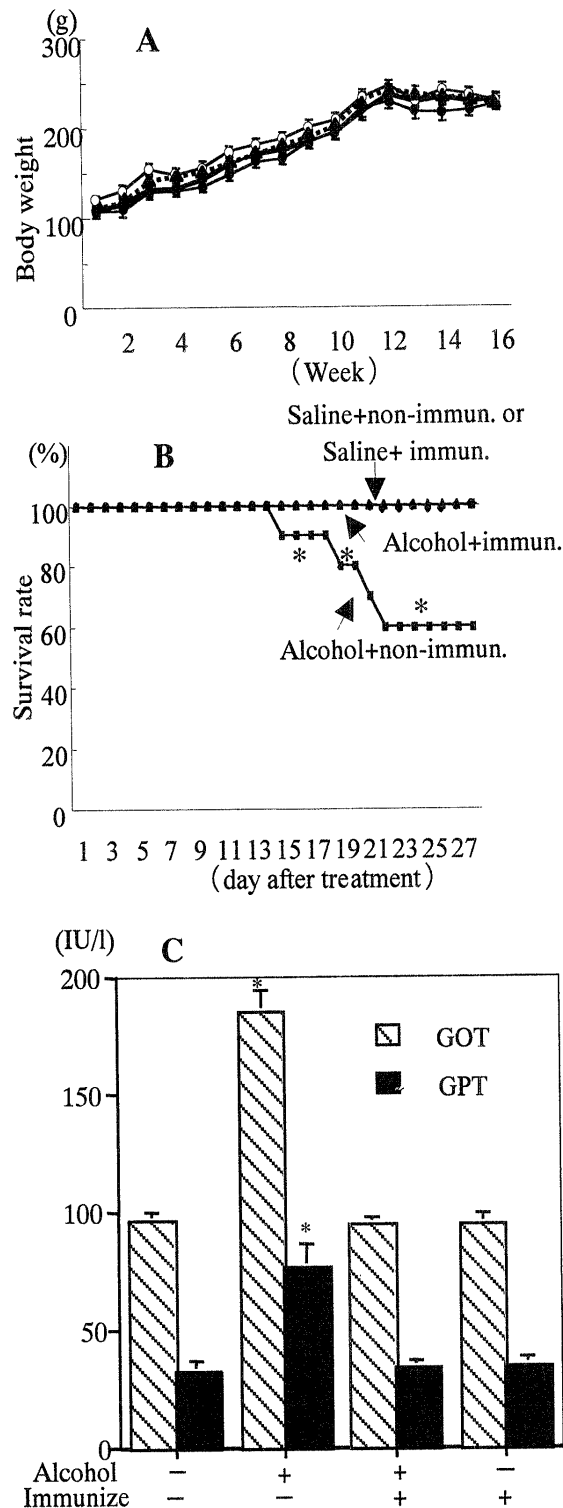 (g)
A
300
200
100
0
Body weight
2 4 6 8 10 12 14 16
(Week)
Saline+non-immun. or
(%)
B
Saline+ immun.
100
Alcohol+immun.
80
*
*
*
60
Alcohol+non-immun.
40
20
0
Survival rate
1 3 5 7 9 11 13 15 17 19 21 23 25 27
(day after treatment)
(IU/l)
C
200
*
GOT
GPT
150
100
*
50
0
Alcohol − + + −
Immunize − − + +